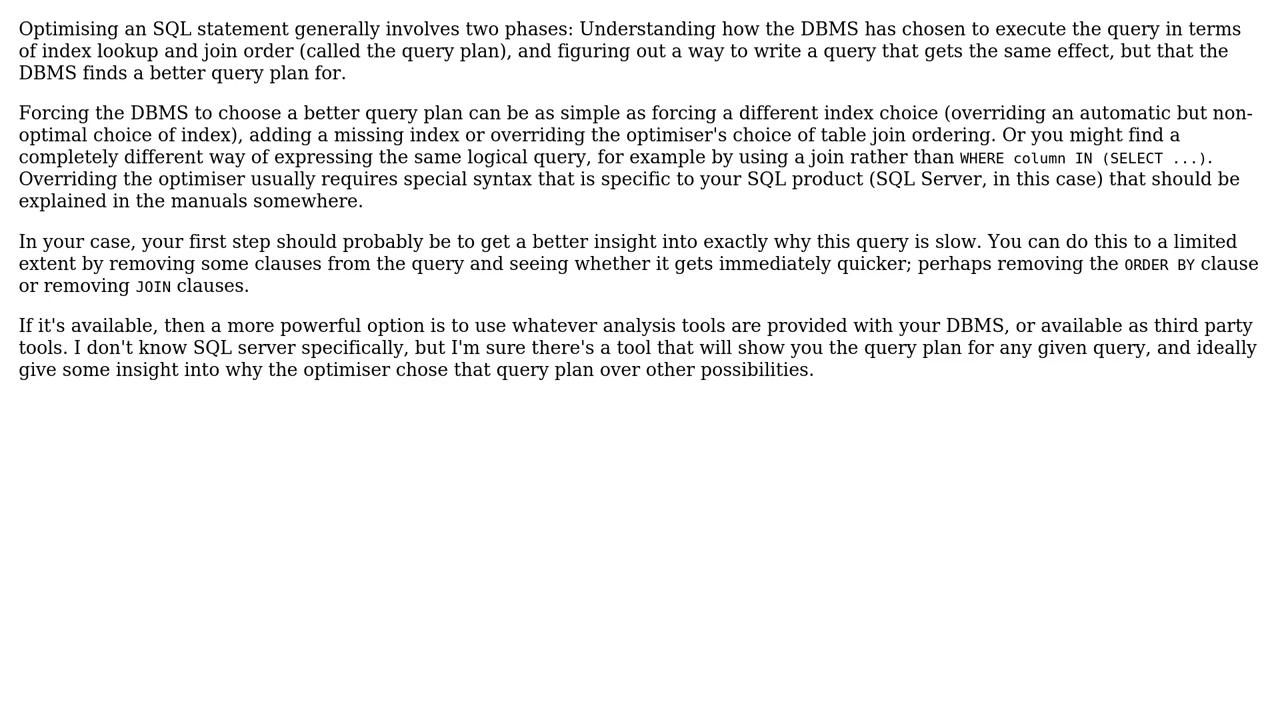 Optimising an SQL statement generally involves two phases: Understanding how the DBMS has chosen to execute the query in terms
of index lookup and join order (called the query plan), and figuring out a way to write a query that gets the same effect, but that the
DBMS finds a better query plan for.
Forcing the DBMS to choose a better query plan can be as simple as forcing a different index choice (overriding an automatic but non-
optimal choice of index), adding a missing index or overriding the optimiser's choice of table join ordering. Or you might find a
completely different way of expressing the same logical query, for example by using a join rather than WHERE column IN (SELECT ...).
Overriding the optimiser usually requires special syntax that is specific to your SQL product (SQL Server, in this case) that should be
explained in the manuals somewhere.
In your case, your first step should probably be to get a better insight into exactly why this query is slow. You can do this to a limited
extent by removing some clauses from the query and seeing whether it gets immediately quicker; perhaps removing the ORDER BY clause
or removing JOIN clauses.
If it's available, then a more powerful option is to use whatever analysis tools are provided with your DBMS, or available as third party
tools. I don't know SQL server specifically, but I'm sure there's a tool that will show you the query plan for any given query, and ideally
give some insight into why the optimiser chose that query plan over other possibilities.